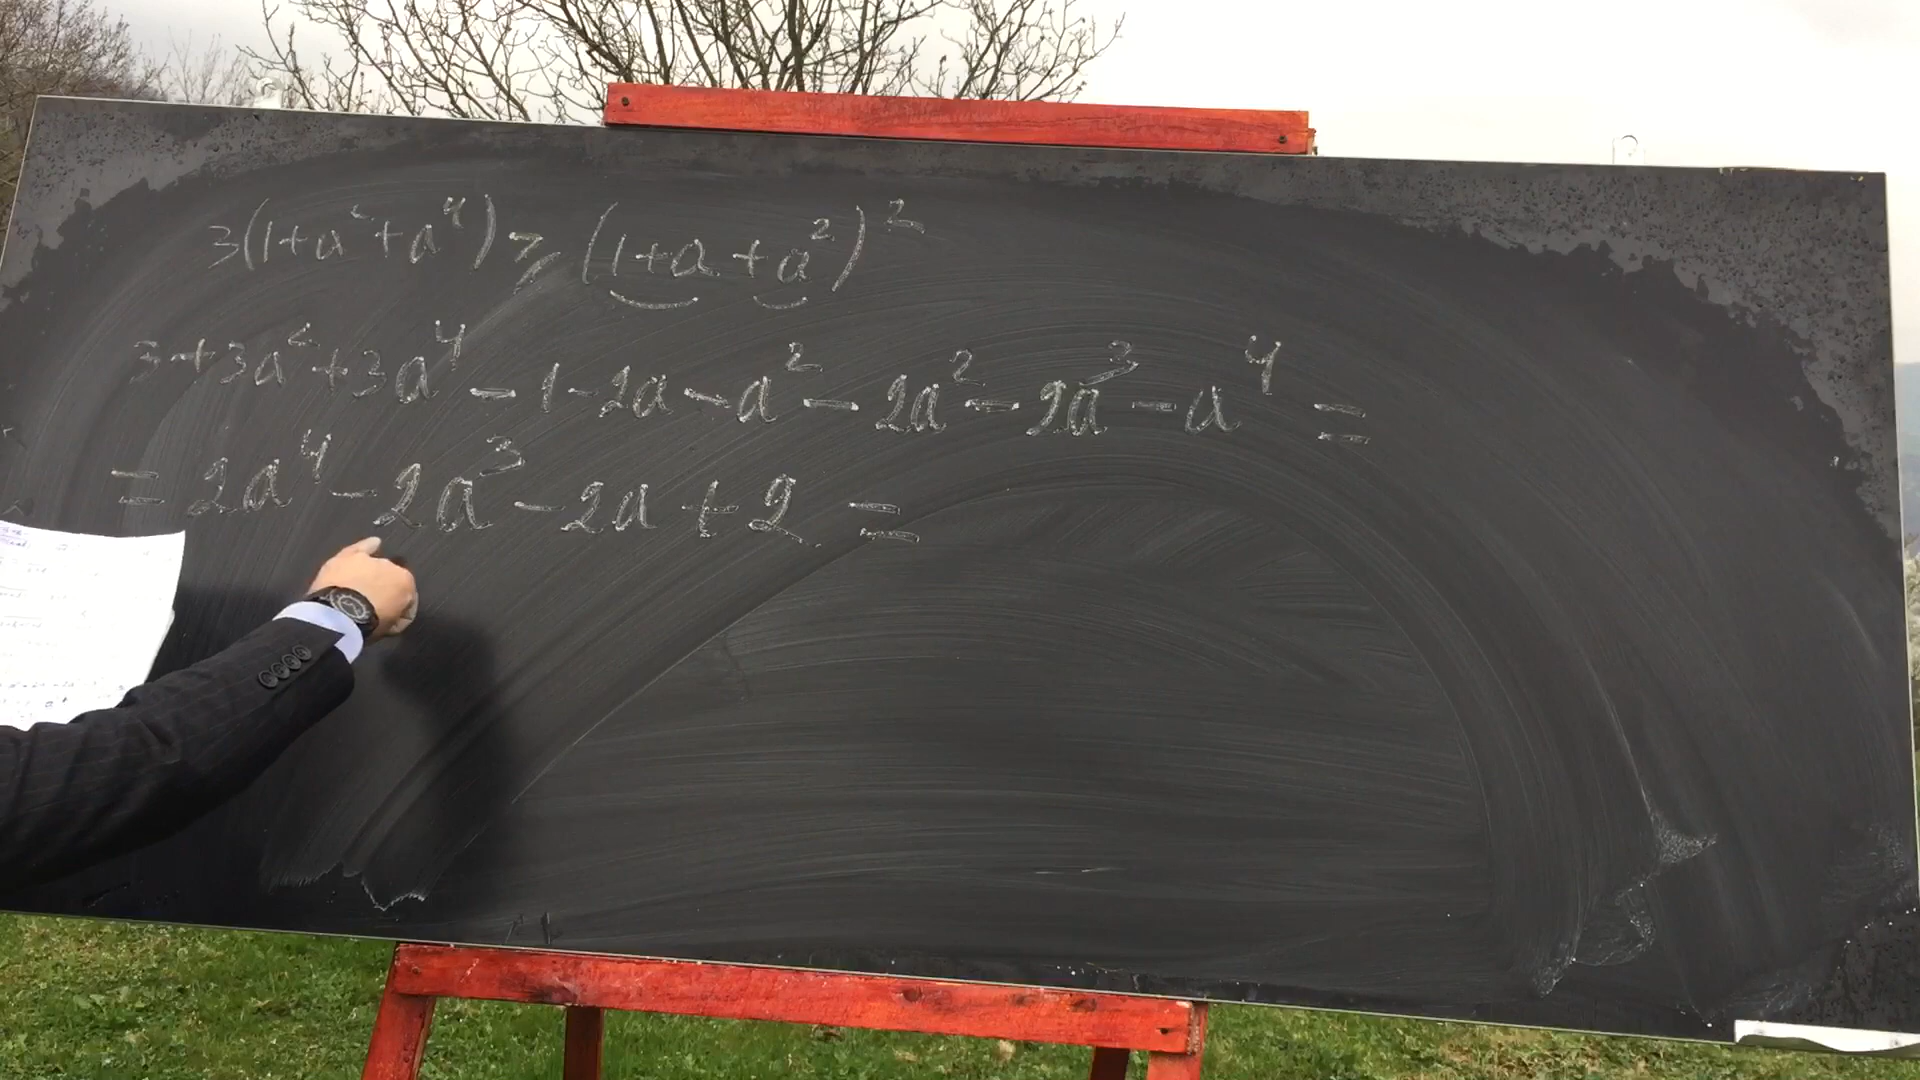 3(1+a²+a⁴) ≥ (1+a+a²)²
3+3a²+3a⁴-1-2a-a²-2a²-2a³-a⁴=
=2a⁴-2a³-2a+2=